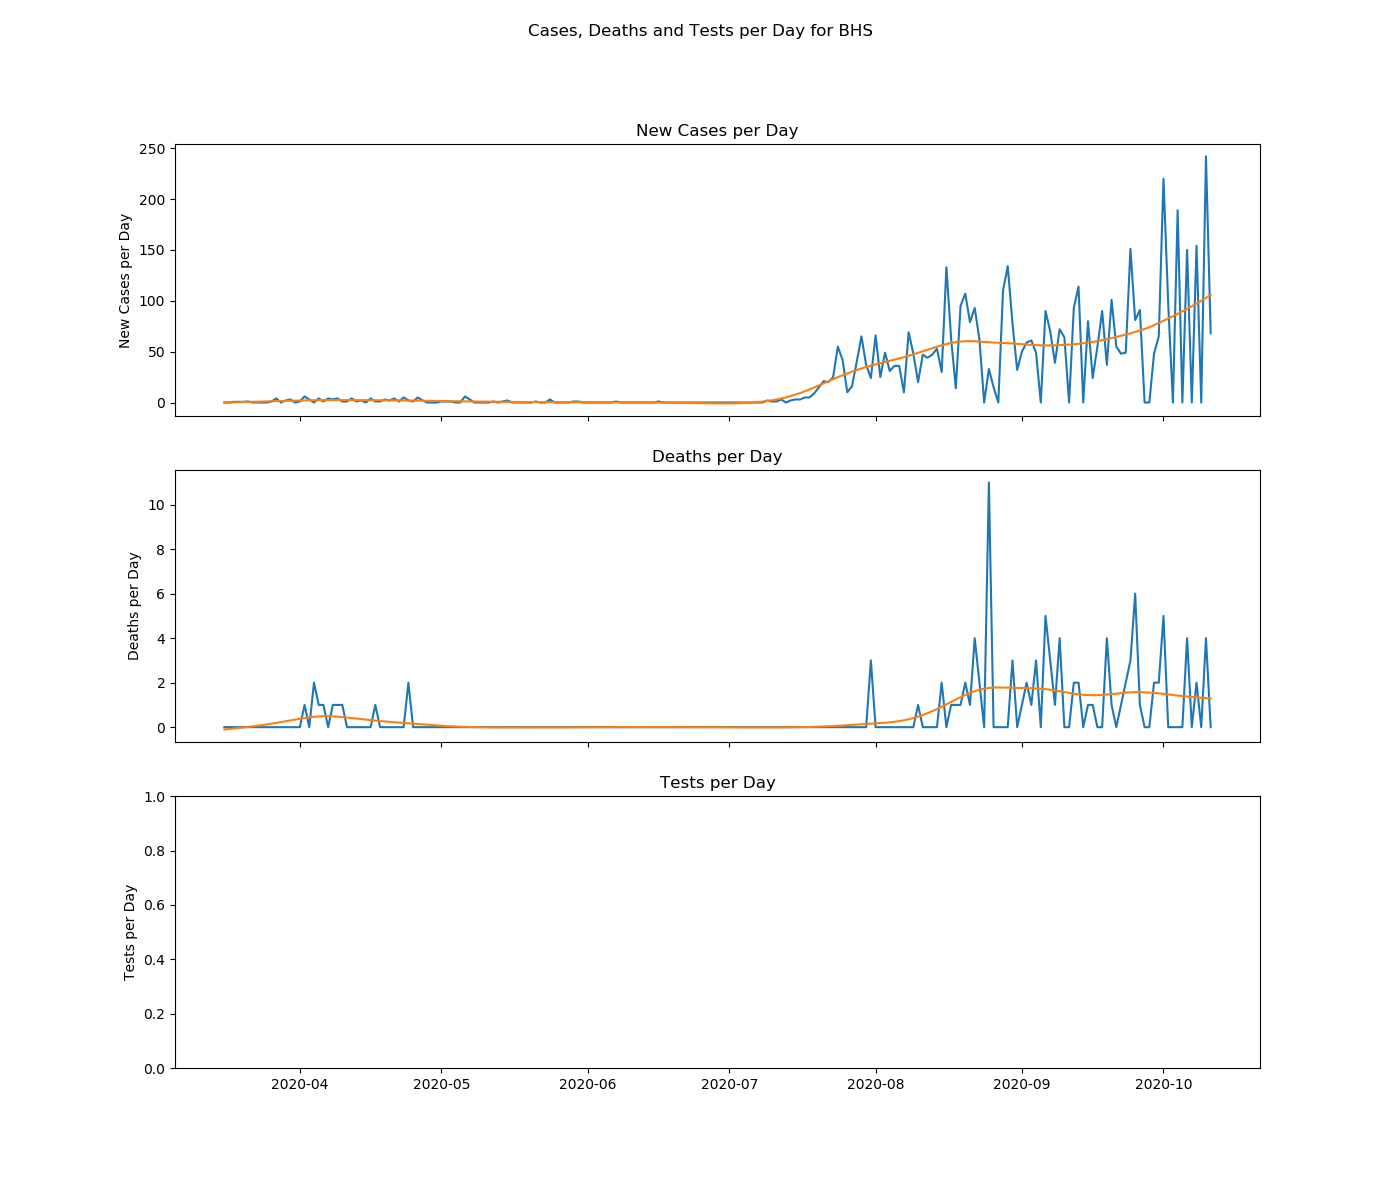 Cases, Deaths and Tests per Day for BHS
New Cases per Day
250
200
150
100
50
0
New Cases per Day
Deaths per Day
10
8
6
4
2
0
Deaths per Day
Tests per Day
1.0
0.8
0.6
0.4
0.2
0.0
Tests per Day
2020-04 2020-05 2020-06 2020-07 2020-08 2020-09 2020-10